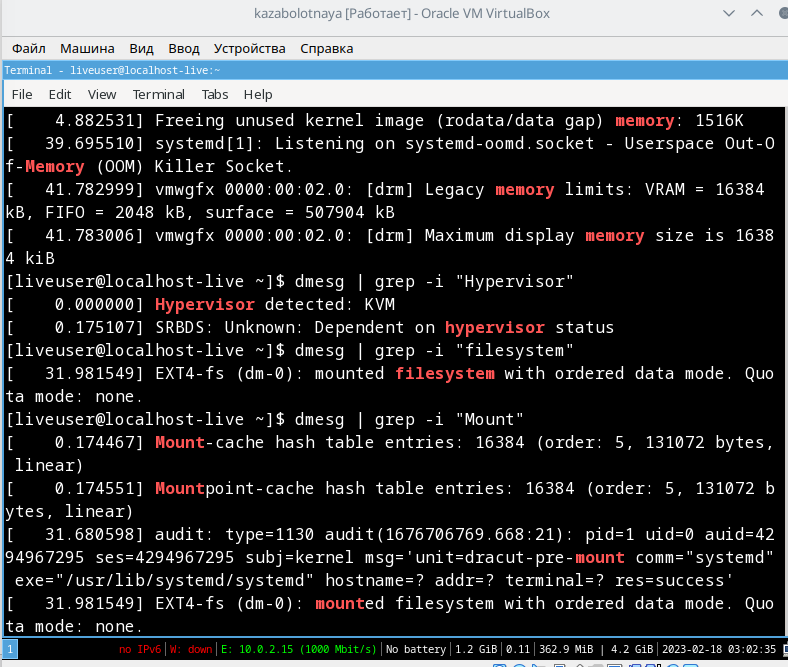 kazabolotnaya [Работает] - Oracle VM VirtualBox
Файл Машина Вид Ввод Устройства Справка
Terminal - liveuser@localhost-live:~
File Edit View Terminal Tabs Help
[    4.882531] Freeing unused kernel image (rodata/data gap) memory: 1516K
[   39.695510] systemd[1]: Listening on systemd-oomd.socket - Userspace Out-O
f-Memory (OOM) Killer Socket.
[   41.782999] vmwgfx 0000:00:02.0: [drm] Legacy memory limits: VRAM = 16384
kB, FIFO = 2048 kB, surface = 507904 kB
[   41.783006] vmwgfx 0000:00:02.0: [drm] Maximum display memory size is 1638
4 kiB
[liveuser@localhost-live ~]$ dmesg | grep -i "Hypervisor"
[    0.000000] Hypervisor detected: KVM
[    0.175107] SRBDS: Unknown: Dependent on hypervisor status
[liveuser@localhost-live ~]$ dmesg | grep -i "filesystem"
[   31.981549] EXT4-fs (dm-0): mounted filesystem with ordered data mode. Quo
ta mode: none.
[liveuser@localhost-live ~]$ dmesg | grep -i "Mount"
[    0.174467] Mount-cache hash table entries: 16384 (order: 5, 131072 bytes,
 linear)
[    0.174551] Mountpoint-cache hash table entries: 16384 (order: 5, 131072 b
ytes, linear)
[   31.680598] audit: type=1130 audit(1676706769.668:21): pid=1 uid=0 auid=42
94967295 ses=4294967295 subj=kernel msg='unit=dracut-pre-mount comm="systemd"
 exe="/usr/lib/systemd/systemd" hostname=? addr=? terminal=? res=success'
[   31.981549] EXT4-fs (dm-0): mounted filesystem with ordered data mode. Quo
ta mode: none.
1 no IPv6|W: down|E: 10.0.2.15 (1000 Mbit/s)|No battery|1.2 GiB|0.11|362.9 MiB | 4.2 GiB|2023-02-18 03:02:35